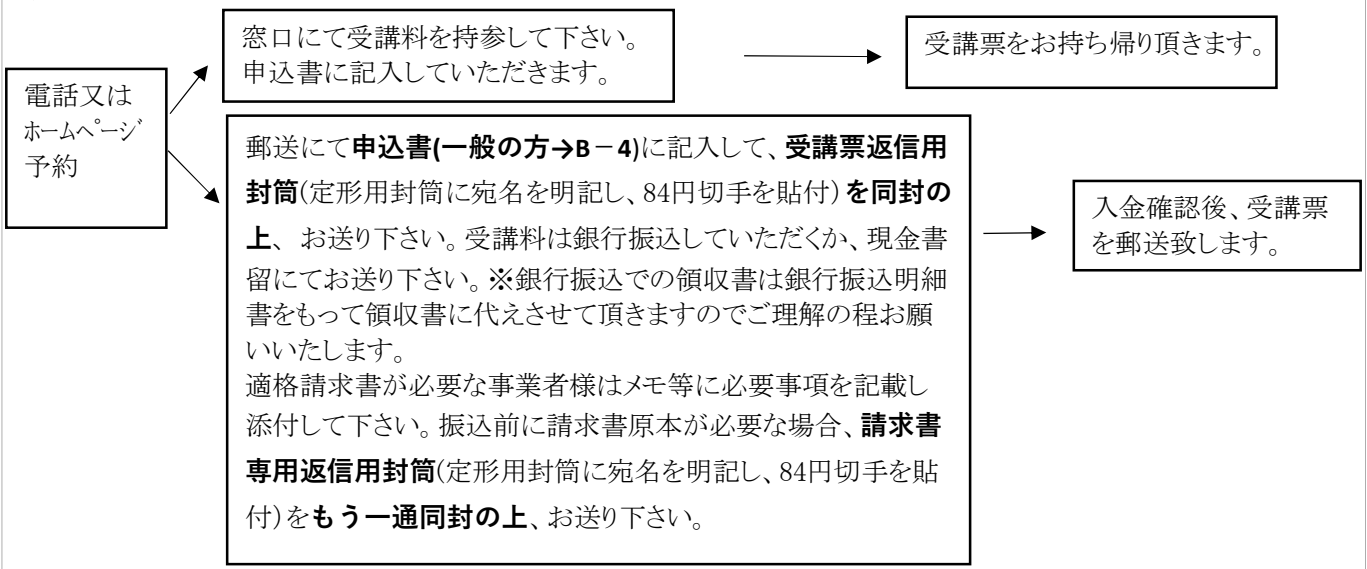 電話又は
ホームページ
予約
窓口にて受講料を持参して下さい。
申込書に記入していただきます。
受講票をお持ち帰り頂きます。
郵送にて申込書(一般の方→B－4)に記入して、受講票返信用
封筒(定形用封筒に宛名を明記し、84円切手を貼付)を同封の
上、 お送り下さい。受講料は銀行振込していただくか、現金書
留にてお送り下さい。※銀行振込での領収書は銀行振込明細
書をもって領収書に代えさせて頂きますのでご理解の程お願
いいたします。
適格請求書が必要な事業者様はメモ等に必要事項を記載し
添付して下さい。振込前に請求書原本が必要な場合、請求書
専用返信用封筒(定形用封筒に宛名を明記し、84円切手を貼
付)をもう一通同封の上、お送り下さい。
入金確認後、受講票
を郵送致します。